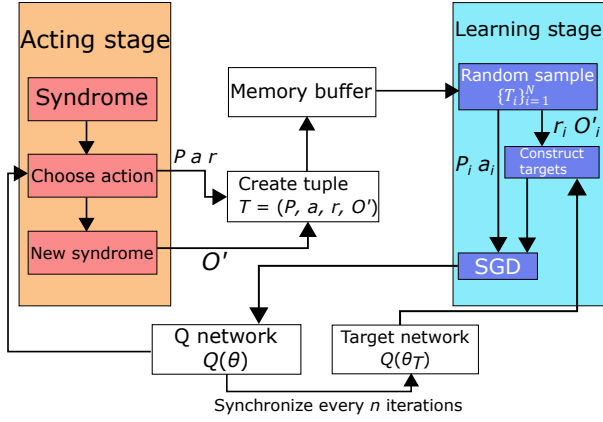 Acting stage
Syndrome
Choose action
New syndrome
P a r
O'
Memory buffer
Create tuple
T = (P, a, r, O')
Learning stage
Random sample
{T_i}_{i=1}^N
r_i O'_i
P_i a_i
Construct
targets
SGD
Q network
Q(θ)
Target network
Q(θ_T)
Synchronize every n iterations